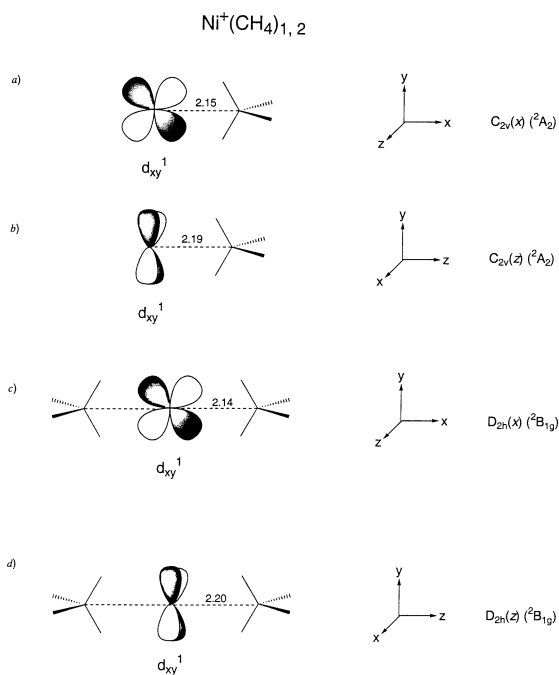 Ni⁺(CH₄)₁, ₂
a)
2.15
dxy¹
y
x
z
C₂ᵥ(x) (²A₂)
b)
2.19
dxy¹
y
z
x
C₂ᵥ(z) (²A₂)
c)
2.14
dxy¹
y
x
z
D₂ₕ(x) (²B₁g)
d)
2.20
dxy¹
y
z
x
D₂ₕ(z) (²B₁g)